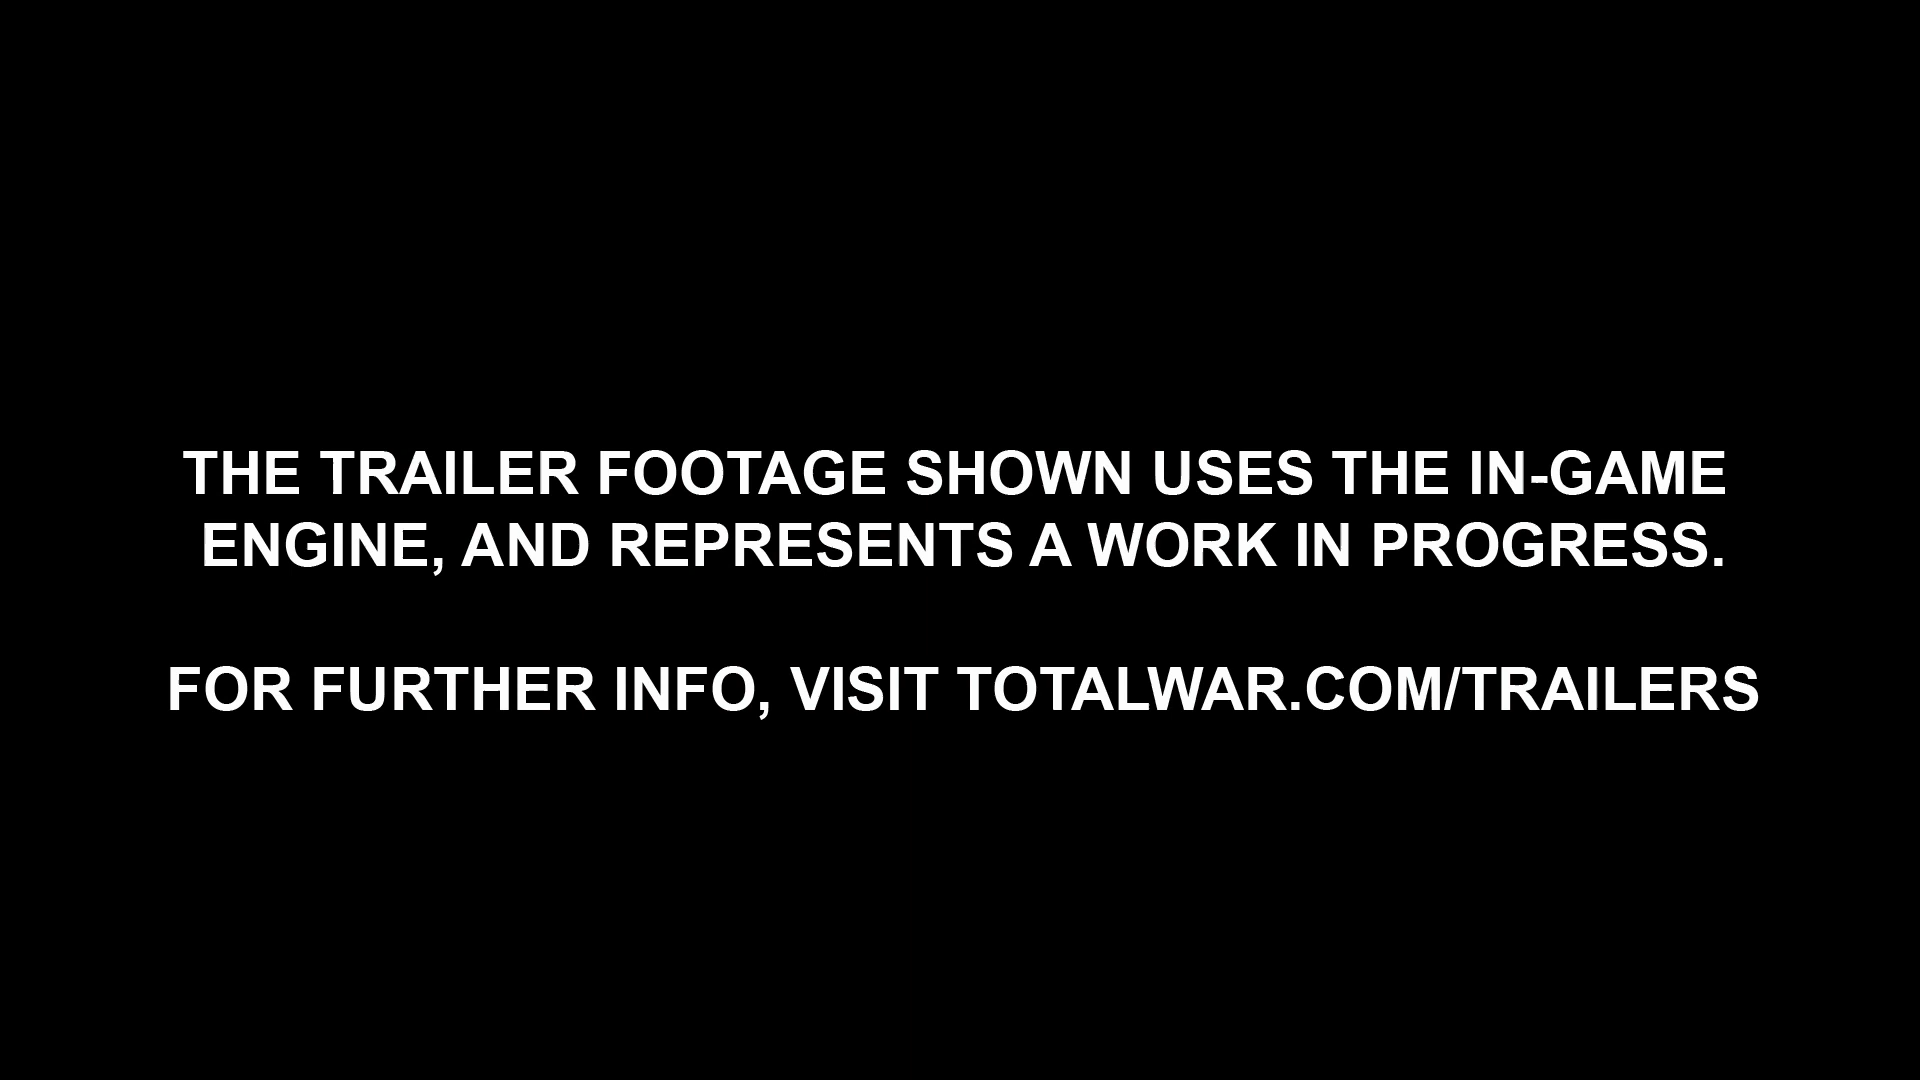 THE TRAILER FOOTAGE SHOWN USES THE IN-GAME
ENGINE, AND REPRESENTS A WORK IN PROGRESS.
FOR FURTHER INFO, VISIT TOTALWAR.COM/TRAILERS